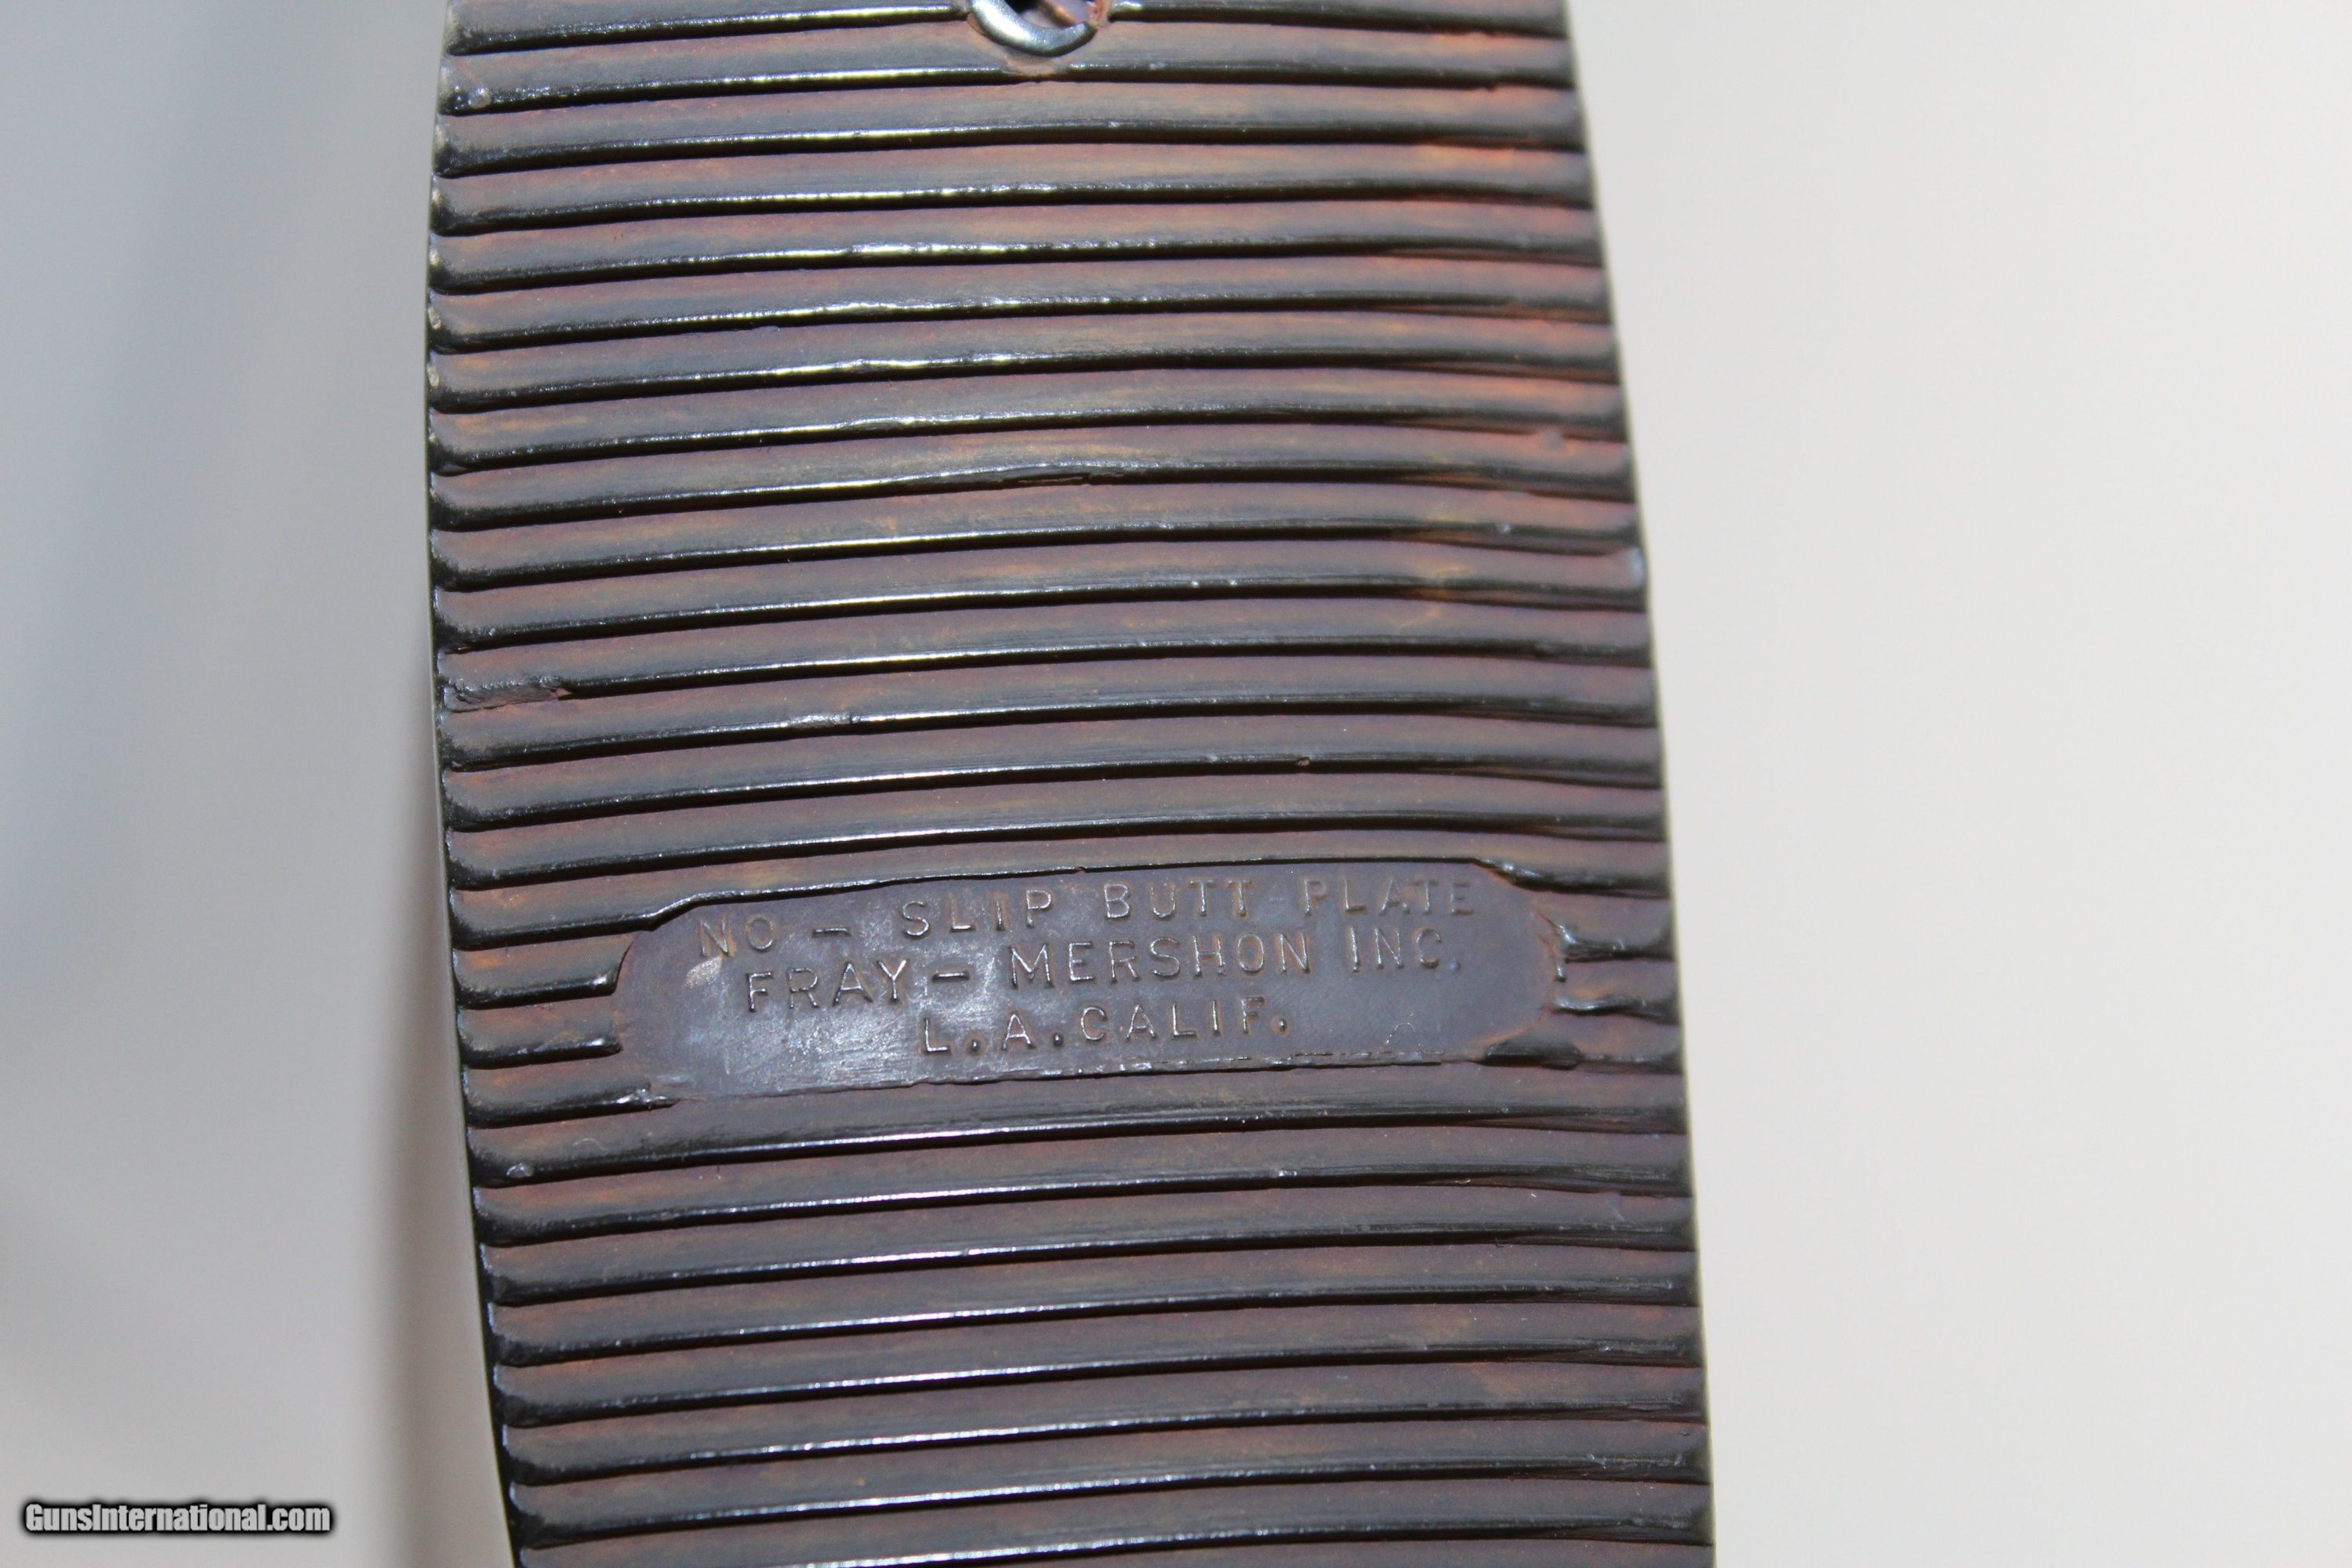 NO - SLIP BUTT PLATE
FRAY - MERSHON INC.
L.A. CALIF.
GunsInternational.com